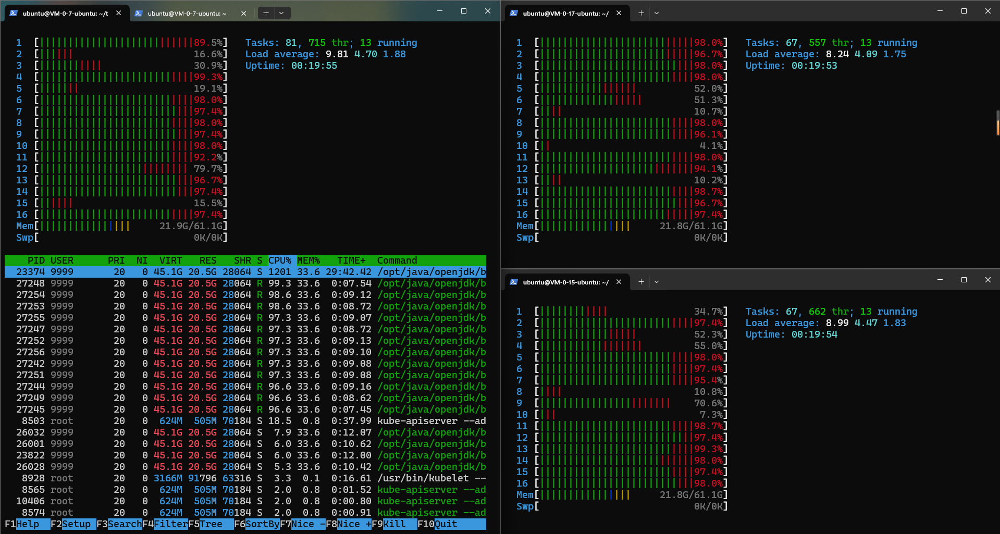 ubuntu@VM-0-7-ubuntu: ~/t
ubuntu@VM-0-7-ubuntu: ~
1 [89.5%] Tasks: 81, 715 thr; 13 running
2 [16.6%] Load average: 9.81 4.70 1.88
3 [30.9%] Uptime: 00:19:55
4 [99.3%]
5 [19.1%]
6 [98.0%]
7 [97.4%]
8 [98.0%]
9 [97.4%]
10 [98.0%]
11 [92.2%]
12 [79.7%]
13 [96.7%]
14 [97.4%]
15 [15.5%]
16 [97.4%]
Mem[21.9G/61.1G]
Swp[0K/0K]
PID USER PRI NI VIRT RES SHR S CPU% MEM% TIME+ Command
23374 9999 20 0 45.1G 20.5G 28064 S 1201 33.6 29:42.42 /opt/java/openjdk/b
27248 9999 20 0 45.1G 20.5G 28064 R 99.3 33.6 0:07.54 /opt/java/openjdk/b
27254 9999 20 0 45.1G 20.5G 28064 R 98.6 33.6 0:09.12 /opt/java/openjdk/b
27253 9999 20 0 45.1G 20.5G 28064 R 98.6 33.6 0:08.72 /opt/java/openjdk/b
27255 9999 20 0 45.1G 20.5G 28064 R 97.3 33.6 0:09.07 /opt/java/openjdk/b
27247 9999 20 0 45.1G 20.5G 28064 R 97.3 33.6 0:08.72 /opt/java/openjdk/b
27252 9999 20 0 45.1G 20.5G 28064 R 97.3 33.6 0:09.13 /opt/java/openjdk/b
27256 9999 20 0 45.1G 20.5G 28064 R 97.3 33.6 0:09.10 /opt/java/openjdk/b
27242 9999 20 0 45.1G 20.5G 28064 R 97.3 33.6 0:09.08 /opt/java/openjdk/b
27251 9999 20 0 45.1G 20.5G 28064 R 97.3 33.6 0:09.08 /opt/java/openjdk/b
27244 9999 20 0 45.1G 20.5G 28064 R 96.6 33.6 0:09.16 /opt/java/openjdk/b
27249 9999 20 0 45.1G 20.5G 28064 R 96.6 33.6 0:08.62 /opt/java/openjdk/b
27245 9999 20 0 45.1G 20.5G 28064 R 96.6 33.6 0:07.45 /opt/java/openjdk/b
8503 root 20 0 624M 505M 70184 S 18.5 0.8 0:37.99 kube-apiserver --ad
26032 9999 20 0 45.1G 20.5G 28064 S 7.9 33.6 0:12.07 /opt/java/openjdk/b
26001 9999 20 0 45.1G 20.5G 28064 S 6.0 33.6 0:10.62 /opt/java/openjdk/b
23822 9999 20 0 45.1G 20.5G 28064 S 6.0 33.6 0:12.00 /opt/java/openjdk/b
26028 9999 20 0 45.1G 20.5G 28064 S 5.3 33.6 0:10.42 /opt/java/openjdk/b
8928 root 20 0 3166M 91796 63316 S 3.3 0.1 0:16.61 /usr/bin/kubelet --
8565 root 20 0 624M 505M 70184 S 2.0 0.8 0:01.52 kube-apiserver --ad
10406 root 20 0 624M 505M 70184 S 2.0 0.8 0:00.80 kube-apiserver --ad
8574 root 20 0 624M 505M 70184 S 2.0 0.8 0:00.91 kube-apiserver --ad
F1Help F2Setup F3SearchF4FilterF5Tree F6SortByF7Nice -F8Nice +F9Kill F10Quit
ubuntu@VM-0-17-ubuntu: ~/
1 [98.0%] Tasks: 67, 557 thr; 13 running
2 [96.7%] Load average: 8.24 4.09 1.75
3 [98.0%] Uptime: 00:19:53
4 [98.0%]
5 [52.0%]
6 [51.3%]
7 [10.7%]
8 [98.0%]
9 [96.1%]
10 [4.1%]
11 [98.0%]
12 [94.1%]
13 [10.2%]
14 [98.7%]
15 [96.7%]
16 [97.4%]
Mem[21.8G/61.1G]
Swp[0K/0K]
ubuntu@VM-0-15-ubuntu: ~/
1 [34.7%] Tasks: 67, 662 thr; 13 running
2 [97.4%] Load average: 8.99 4.47 1.83
3 [52.3%] Uptime: 00:19:54
4 [55.0%]
5 [98.0%]
6 [97.4%]
7 [95.4%]
8 [10.8%]
9 [70.6%]
10 [7.3%]
11 [98.7%]
12 [97.4%]
13 [99.3%]
14 [98.0%]
15 [97.4%]
16 [98.0%]
Mem[21.8G/61.1G]
Swp[0K/0K]